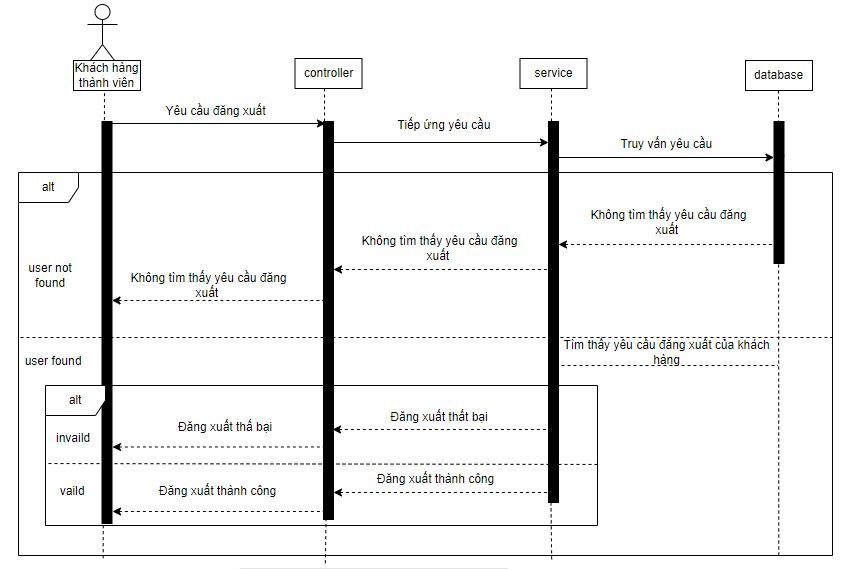 Khách hàng
thành viên
controller
service
database
Yêu cầu đăng xuất
Tiếp ứng yêu cầu
Truy vấn yêu cầu
alt
Không tìm thấy yêu cầu đăng
xuất
Không tìm thấy yêu cầu đăng
xuất
user not
found
Không tìm thấy yêu cầu đăng
xuất
Tìm thấy yêu cầu đăng xuất của khách
hàng
user found
alt
Đăng xuất thất bại
Đăng xuất thấ bại
invaild
Đăng xuất thành công
vaild
Đăng xuất thành công